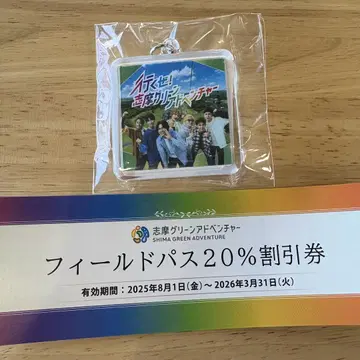 行くぜ!
志摩グリーン
アドベンチャー
志摩グリーンアドベンチャー
SHIMA GREEN ADVENTURE
フィールドパス20%割引券
有効期間：2025年8月1日(金)～2026年3月31日(火)